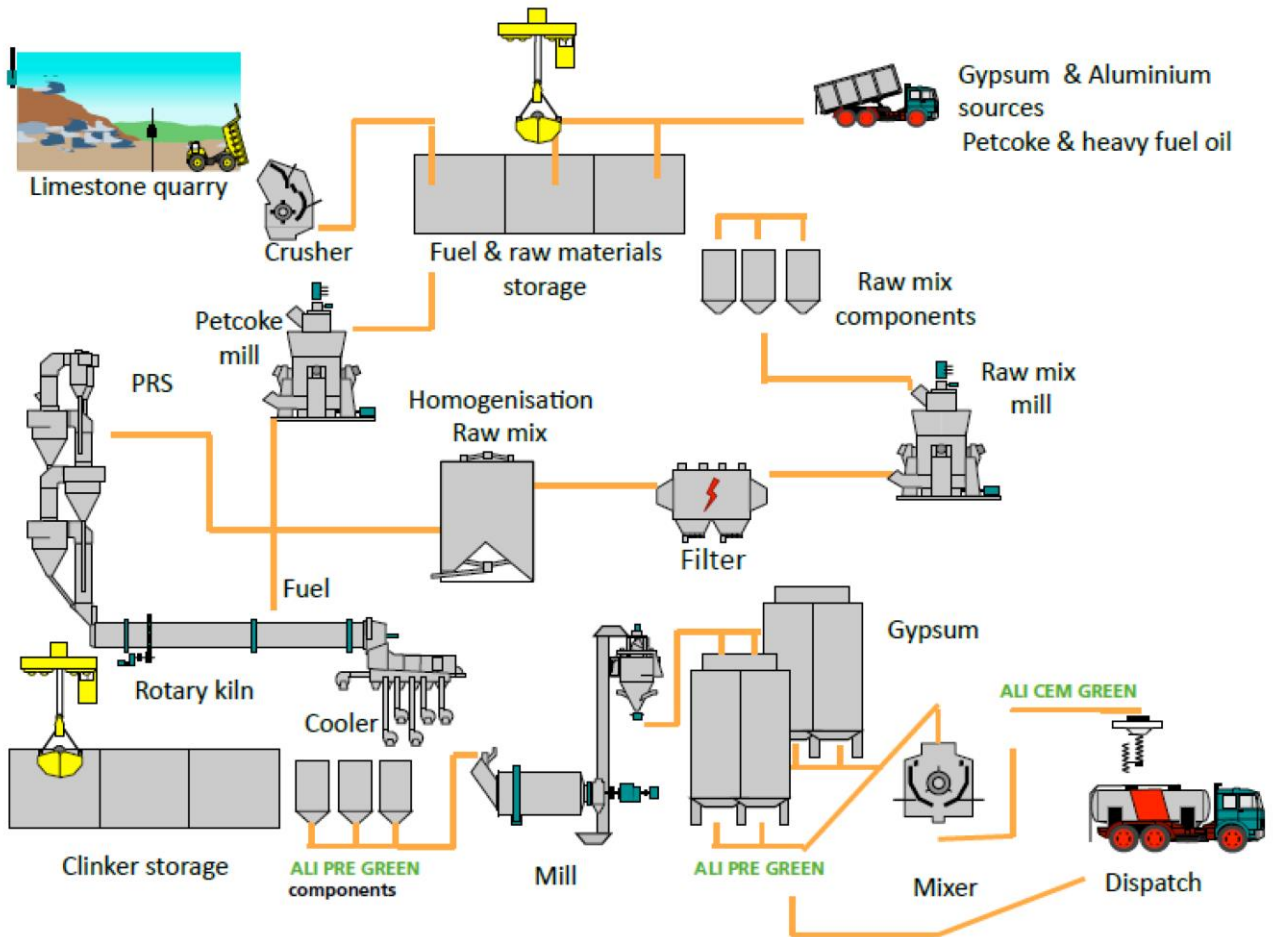 Gypsum & Aluminium
sources
Petcoke & heavy fuel oil
Limestone quarry
Crusher
Fuel & raw materials
storage
Raw mix
components
Petcoke
mill
PRS
Homogenisation
Raw mix
Raw mix
mill
Filter
Fuel
Gypsum
Rotary kiln
Cooler
ALI CEM GREEN
Clinker storage
ALI PRE GREEN
components
Mill
ALI PRE GREEN
Mixer
Dispatch